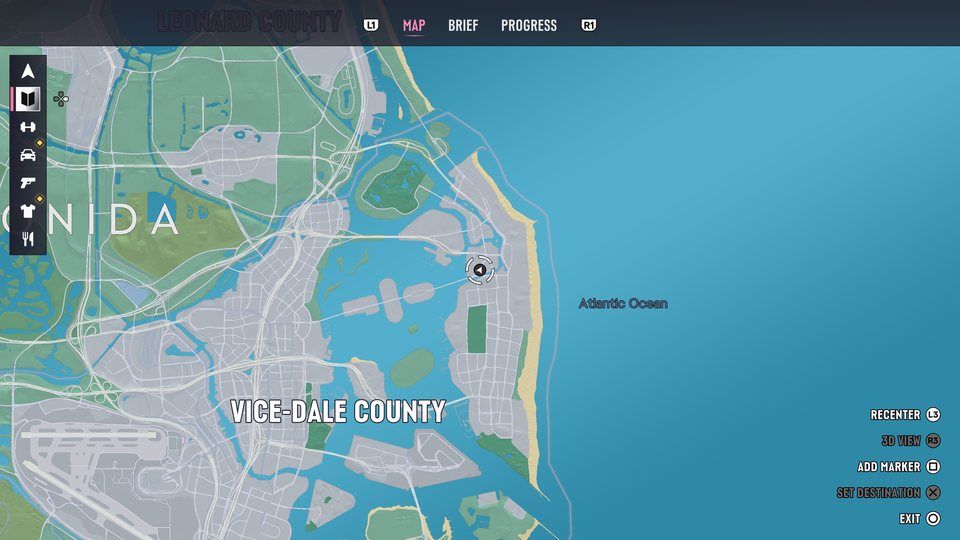 LEONARD COUNTY
L1 MAP BRIEF PROGRESS R1
ONIDA
Atlantic Ocean
VICE-DALE COUNTY
RECENTER L3
3D VIEW R3
ADD MARKER
SET DESTINATION
EXIT